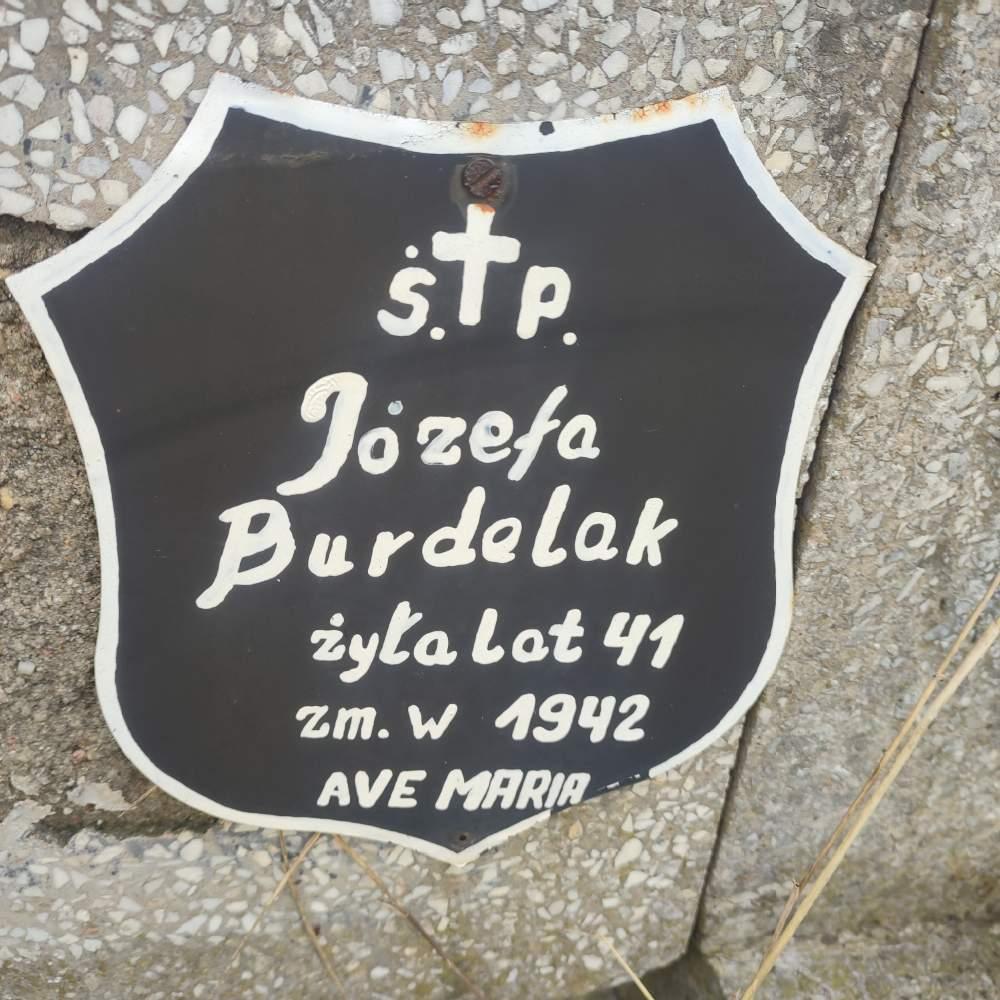 Ś. P.
Józefa
Burdelak
żyła lat 41
zm. w 1942
AVE MARIA